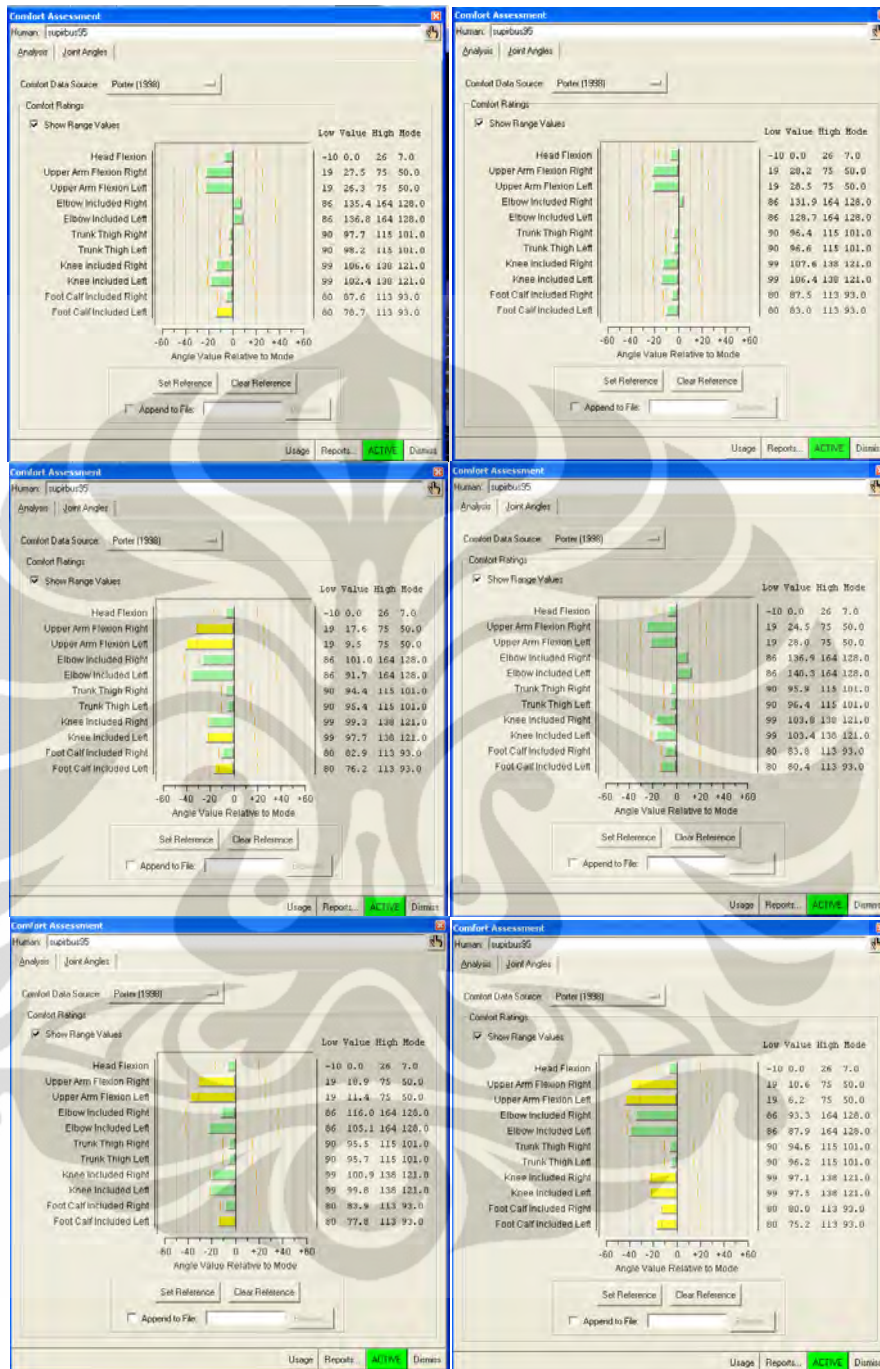 Comfort Assessment
Human: supirbus95
Analysis Joint Angles
Comfort Data Source: Porter (1998)
Comfort Ratings
Show Range Values
Low Value High Mode
Head Flexion -10 0.0 26 7.0
Upper Arm Flexion Right 19 27.5 75 50.0
Upper Arm Flexion Left 19 26.3 75 50.0
Elbow Included Right 86 135.4 164 128.0
Elbow Included Left 86 136.8 164 128.0
Trunk Thigh Right 90 97.7 115 101.0
Trunk Thigh Left 90 98.2 115 101.0
Knee Included Right 99 106.6 138 121.0
Knee Included Left 99 102.4 138 121.0
Foot Calf Included Right 80 87.6 113 93.0
Foot Calf Included Left 80 78.7 113 93.0
-60 -40 -20 0 +20 +40 +60
Angle Value Relative to Mode
Set Reference Clear Reference
Append to File:
Usage Reports... ACTIVE Dismiss
Comfort Assessment
Human: supirbus95
Analysis Joint Angles
Comfort Data Source: Porter (1998)
Comfort Ratings
Show Range Values
Low Value High Mode
Head Flexion -10 0.0 26 7.0
Upper Arm Flexion Right 19 28.2 75 50.0
Upper Arm Flexion Left 19 28.5 75 50.0
Elbow Included Right 86 131.9 164 128.0
Elbow Included Left 86 128.7 164 128.0
Trunk Thigh Right 90 96.4 115 101.0
Trunk Thigh Left 90 96.6 115 101.0
Knee Included Right 99 107.6 138 121.0
Knee Included Left 99 106.4 138 121.0
Foot Calf Included Right 80 87.5 113 93.0
Foot Calf Included Left 80 83.0 113 93.0
-60 -40 -20 0 +20 +40 +60
Angle Value Relative to Mode
Set Reference Clear Reference
Append to File:
Usage Reports... ACTIVE Dismiss
Comfort Assessment
Human: supirbus95
Analysis Joint Angles
Comfort Data Source: Porter (1998)
Comfort Ratings
Show Range Values
Low Value High Mode
Head Flexion -10 0.0 26 7.0
Upper Arm Flexion Right 19 17.6 75 50.0
Upper Arm Flexion Left 19 9.5 75 50.0
Elbow Included Right 86 101.0 164 128.0
Elbow Included Left 86 91.7 164 128.0
Trunk Thigh Right 90 94.4 115 101.0
Trunk Thigh Left 90 95.4 115 101.0
Knee Included Right 99 99.3 138 121.0
Knee Included Left 99 97.7 138 121.0
Foot Calf Included Right 80 82.9 113 93.0
Foot Calf Included Left 80 76.2 113 93.0
-60 -40 -20 0 +20 +40 +60
Angle Value Relative to Mode
Set Reference Clear Reference
Append to File:
Usage Reports... ACTIVE Dismiss
Comfort Assessment
Human: supirbus95
Analysis Joint Angles
Comfort Data Source: Porter (1998)
Comfort Ratings
Show Range Values
Low Value High Mode
Head Flexion -10 0.0 26 7.0
Upper Arm Flexion Right 19 24.5 75 50.0
Upper Arm Flexion Left 19 28.0 75 50.0
Elbow Included Right 86 136.9 164 128.0
Elbow Included Left 86 140.3 164 128.0
Trunk Thigh Right 90 95.9 115 101.0
Trunk Thigh Left 90 96.4 115 101.0
Knee Included Right 99 103.8 138 121.0
Knee Included Left 99 103.4 138 121.0
Foot Calf Included Right 80 83.8 113 93.0
Foot Calf Included Left 80 80.4 113 93.0
-60 -40 -20 0 +20 +40 +60
Angle Value Relative to Mode
Set Reference Clear Reference
Append to File:
Usage Reports... ACTIVE Dismiss
Comfort Assessment
Human: supirbus95
Analysis Joint Angles
Comfort Data Source: Porter (1998)
Comfort Ratings
Show Range Values
Low Value High Mode
Head Flexion -10 0.0 26 7.0
Upper Arm Flexion Right 19 18.9 75 50.0
Upper Arm Flexion Left 19 11.4 75 50.0
Elbow Included Right 86 116.0 164 128.0
Elbow Included Left 86 105.1 164 128.0
Trunk Thigh Right 90 95.5 115 101.0
Trunk Thigh Left 90 95.7 115 101.0
Knee Included Right 99 100.9 138 121.0
Knee Included Left 99 99.8 138 121.0
Foot Calf Included Right 80 83.9 113 93.0
Foot Calf Included Left 80 77.8 113 93.0
-60 -40 -20 0 +20 +40 +60
Angle Value Relative to Mode
Set Reference Clear Reference
Append to File:
Usage Reports... ACTIVE Dismiss
Comfort Assessment
Human: supirbus95
Analysis Joint Angles
Comfort Data Source: Porter (1998)
Comfort Ratings
Show Range Values
Low Value High Mode
Head Flexion -10 0.0 26 7.0
Upper Arm Flexion Right 19 10.6 75 50.0
Upper Arm Flexion Left 19 6.2 75 50.0
Elbow Included Right 86 93.3 164 128.0
Elbow Included Left 86 87.9 164 128.0
Trunk Thigh Right 90 94.6 115 101.0
Trunk Thigh Left 90 96.2 115 101.0
Knee Included Right 99 97.1 138 121.0
Knee Included Left 99 97.5 138 121.0
Foot Calf Included Right 80 80.0 113 93.0
Foot Calf Included Left 80 75.2 113 93.0
-60 -40 -20 0 +20 +40 +60
Angle Value Relative to Mode
Set Reference Clear Reference
Append to File:
Usage Reports... ACTIVE Dismiss